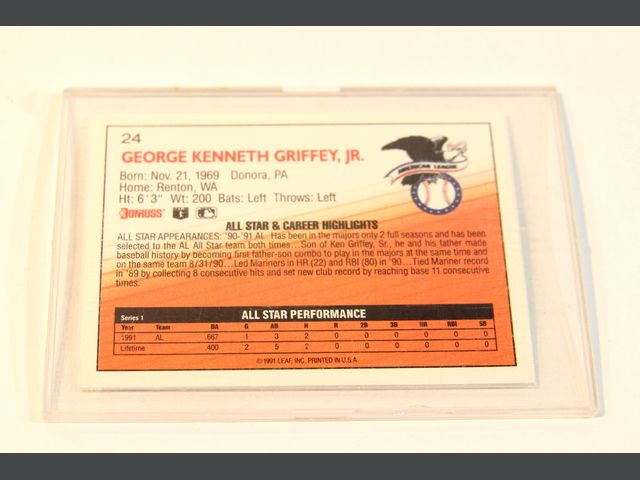 24
GEORGE KENNETH GRIFFEY, JR.
AMERICAN LEAGUE
Born: Nov. 21, 1969 Donora, PA
Home: Renton, WA
Ht: 6'3" Wt: 200 Bats: Left Throws: Left
DONRUSS
ALL STAR & CAREER HIGHLIGHTS
ALL STAR APPEARANCES: '90-'91 AL. Has been in the majors only 2 full seasons and has been
selected to the AL All Star team both times...Son of Ken Griffey, Sr., he and his father made
baseball history by becoming first father-son combo to play in the majors at the same time and
on the same team 8/31/90...Led Mariners in HR (22) and RBI (80) in '90...Tied Mariner record
in '89 by collecting 8 consecutive hits and set new club record by reaching base 11 consecutive
times.
Series 1 ALL STAR PERFORMANCE
Year Team BA G AB H R 2B 3B HR RBI SB
1991 AL .667 1 3 2 0 0 0 0 0 0
Lifetime .400 2 5 2 0 0 0 0 0 0
©1991 LEAF, INC. PRINTED IN U.S.A.